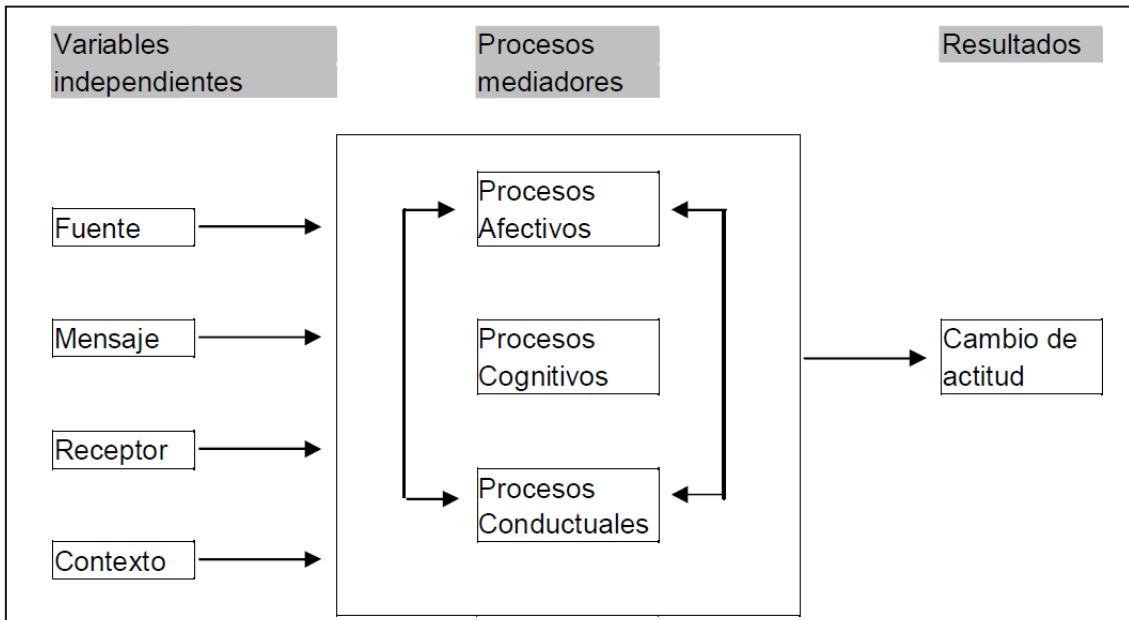 Variables
independientes
Procesos
mediadores
Resultados
Fuente
Mensaje
Receptor
Contexto
Procesos
Afectivos
Procesos
Cognitivos
Procesos
Conductuales
Cambio de
actitud